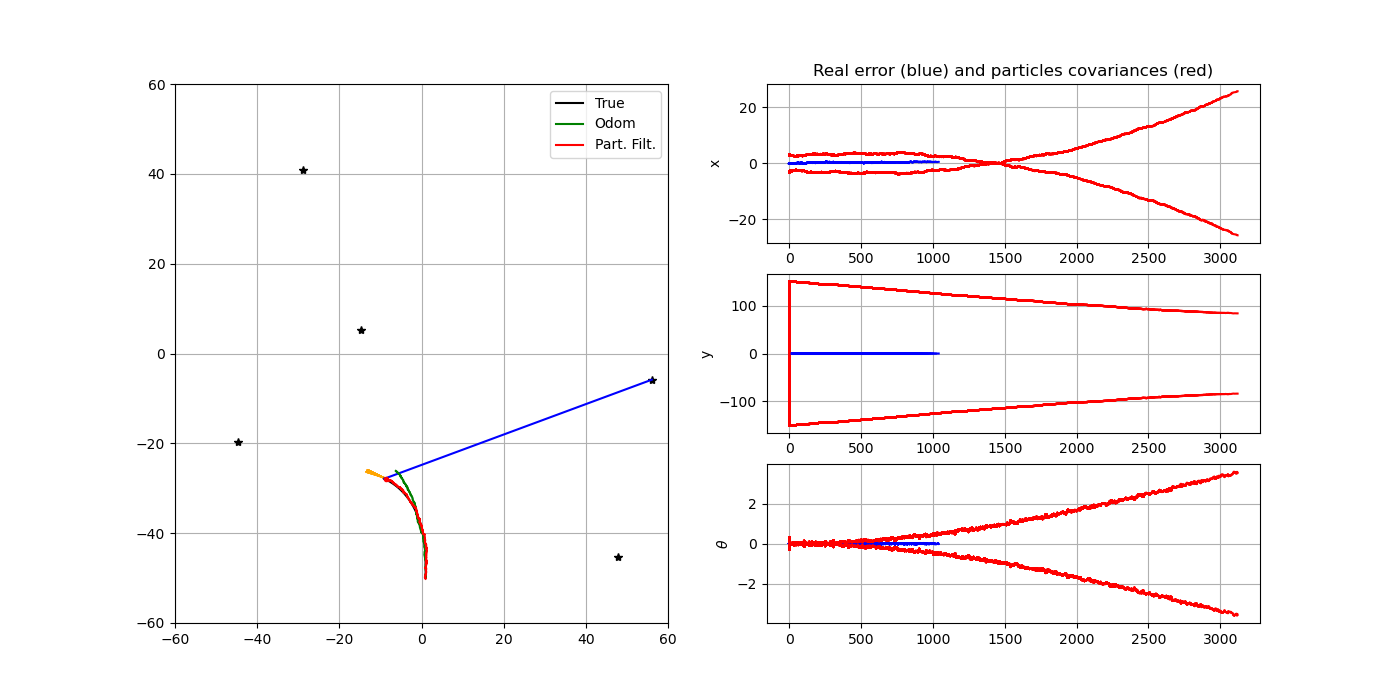 60
40
20
0
−20
−40
−60
−60 −40 −20 0 20 40 60
True
Odom
Part. Filt.
Real error (blue) and particles covariances (red)
x
20
0
−20
0 500 1000 1500 2000 2500 3000
y
100
0
−100
0 500 1000 1500 2000 2500 3000
θ
2
0
−2
0 500 1000 1500 2000 2500 3000